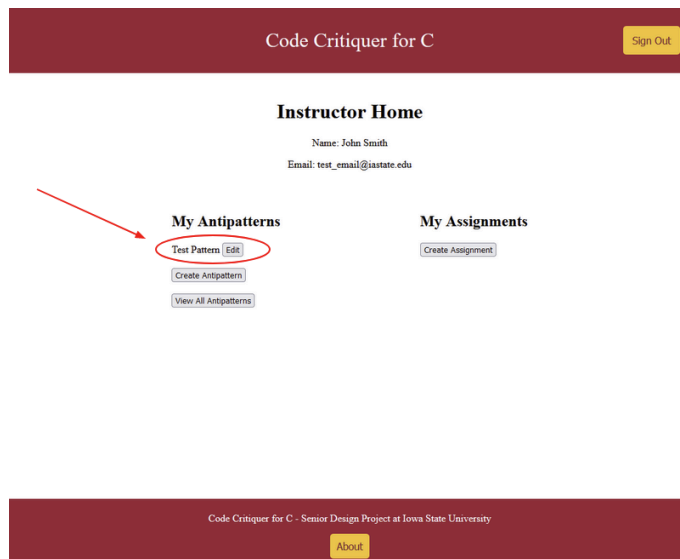 Code Critiquer for C
Sign Out
Instructor Home
Name: John Smith
Email: test_email@iastate.edu
My Antipatterns
Test Pattern Edit
Create Antipattern
View All Antipatterns
My Assignments
Create Assignment
Code Critiquer for C - Senior Design Project at Iowa State University
About